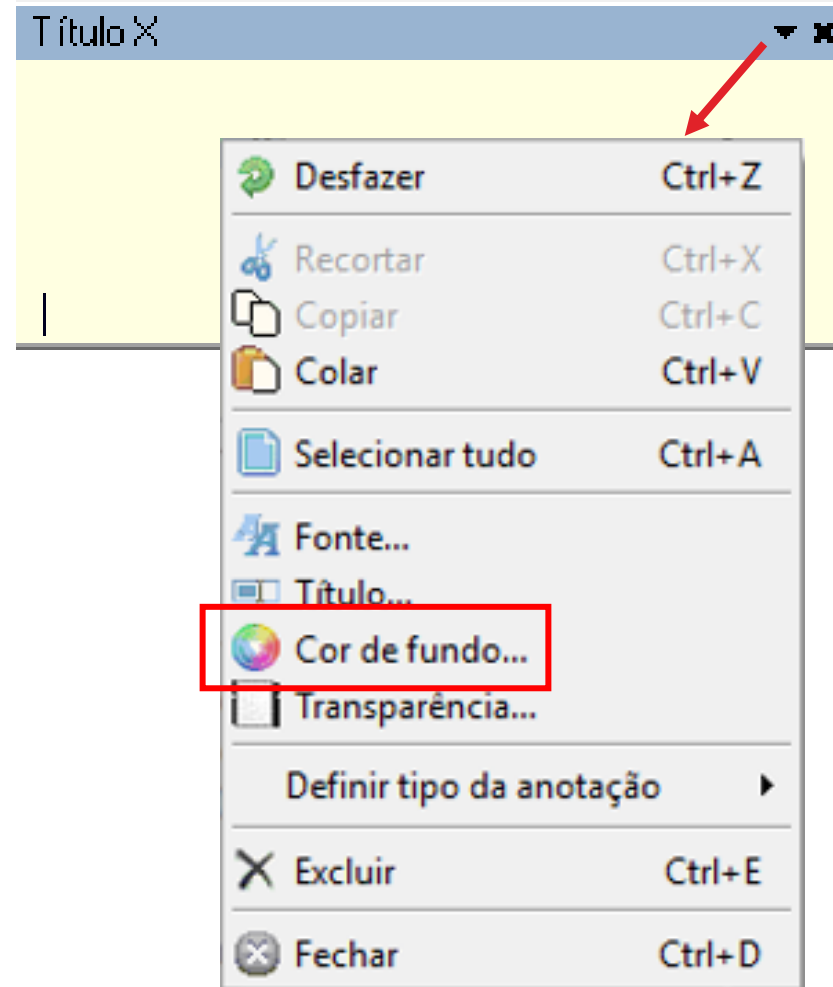 Título X
Desfazer Ctrl+Z
Recortar Ctrl+X
Copiar Ctrl+C
Colar Ctrl+V
Selecionar tudo Ctrl+A
Fonte...
Título...
Cor de fundo...
Transparência...
Definir tipo da anotação
Excluir Ctrl+E
Fechar Ctrl+D